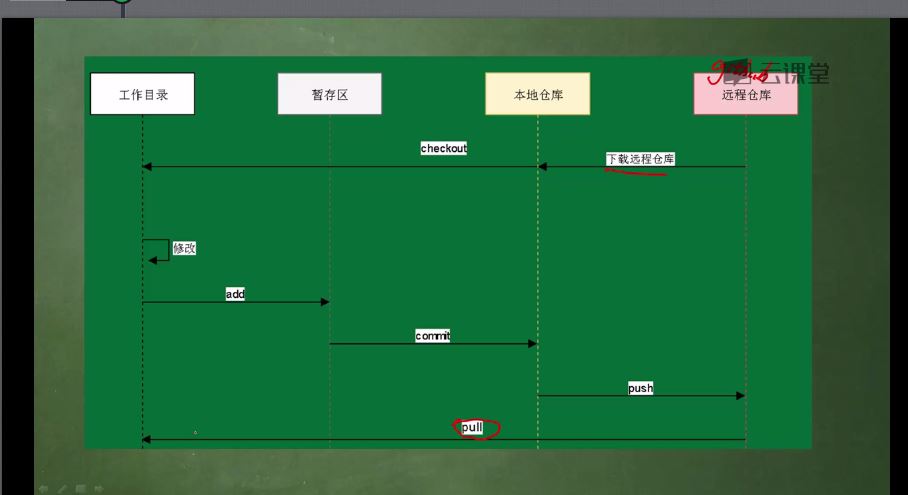 github
云课堂
工作目录
暂存区
本地仓库
远程仓库
checkout
下载远程仓库
修改
add
commit
push
pull